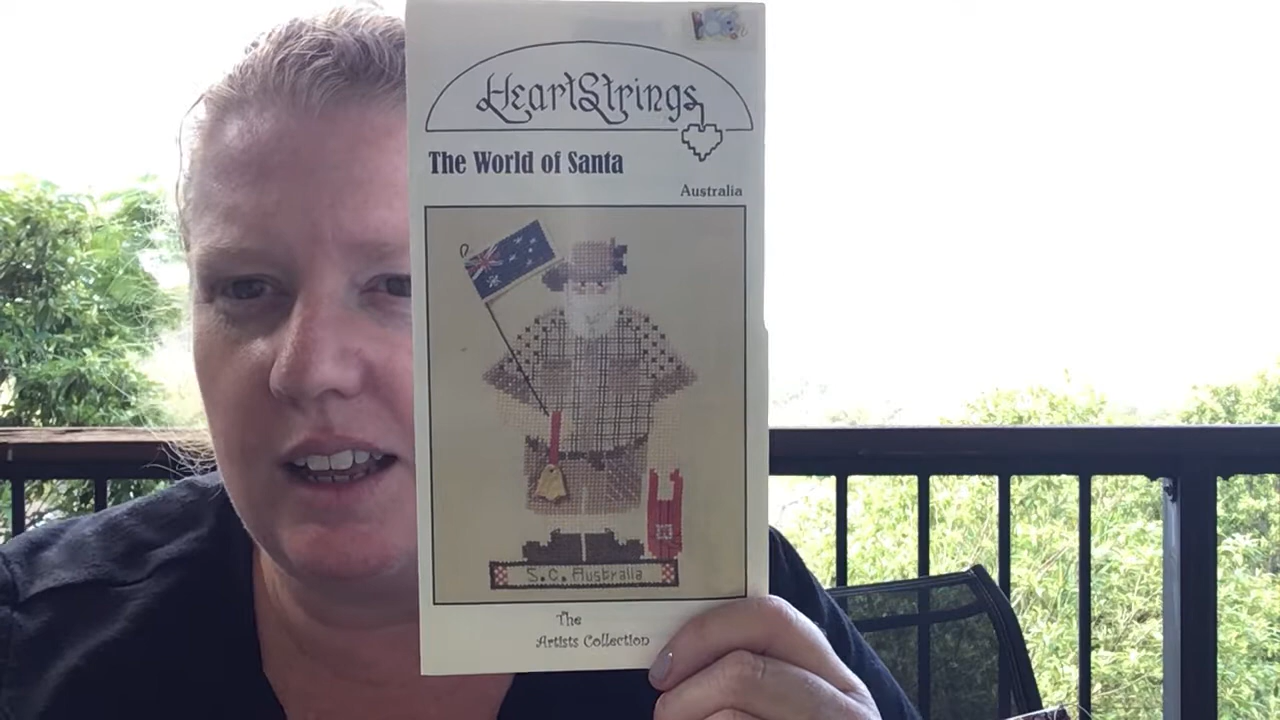 HeartStrings
The World of Santa
Australia
S.C. Australia
The
Artists Collection